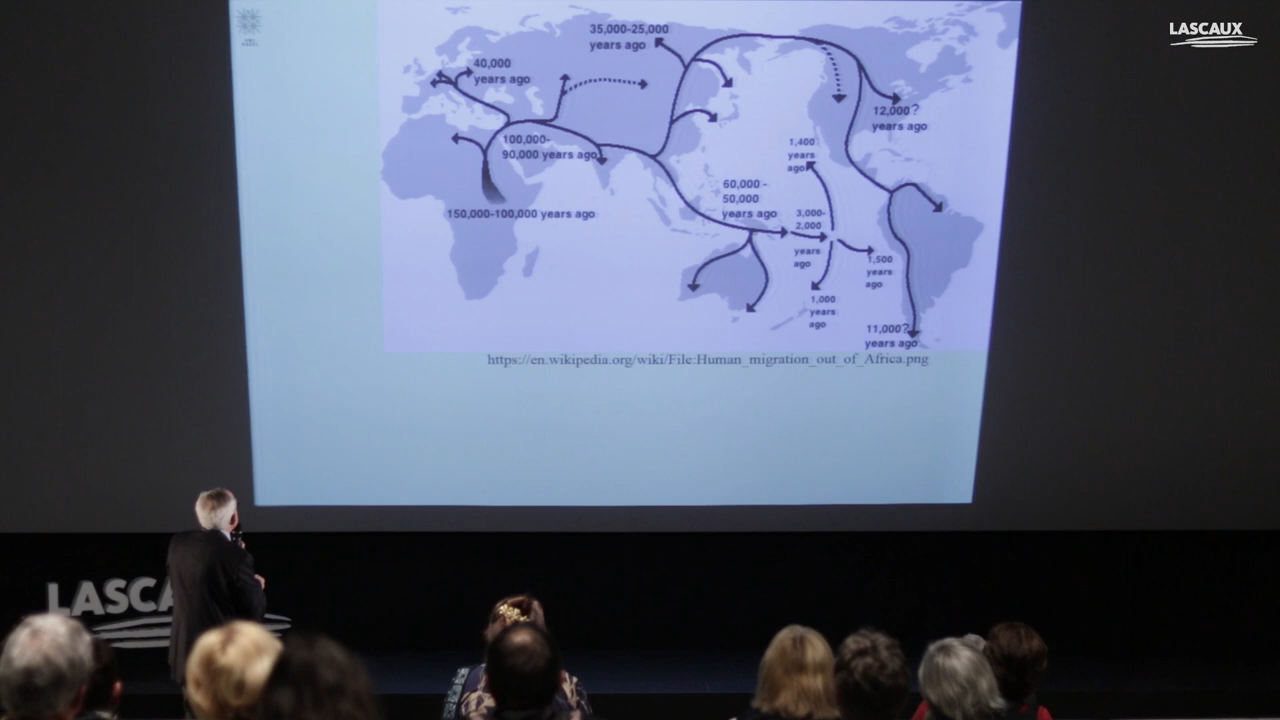 LASCAUX
35,000-25,000
years ago
40,000
years ago
12,000?
years ago
100,000-
90,000 years ago
1,400
years
ago
60,000 -
50,000
years ago
150,000-100,000 years ago
3,000-
2,000
years
ago
1,500
years
ago
1,000
years
ago
11,000?
years ago
https://en.wikipedia.org/wiki/File:Human_migration_out_of_Africa.png
LASCA